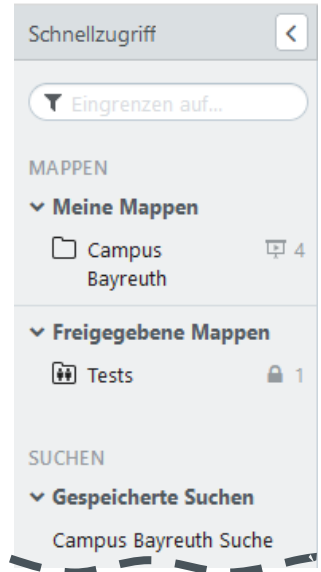 Schnellzugriff
Eingrenzen auf...
MAPPEN
Meine Mappen
Campus 4
Bayreuth
Freigegebene Mappen
Tests 1
SUCHEN
Gespeicherte Suchen
Campus Bayreuth Suche